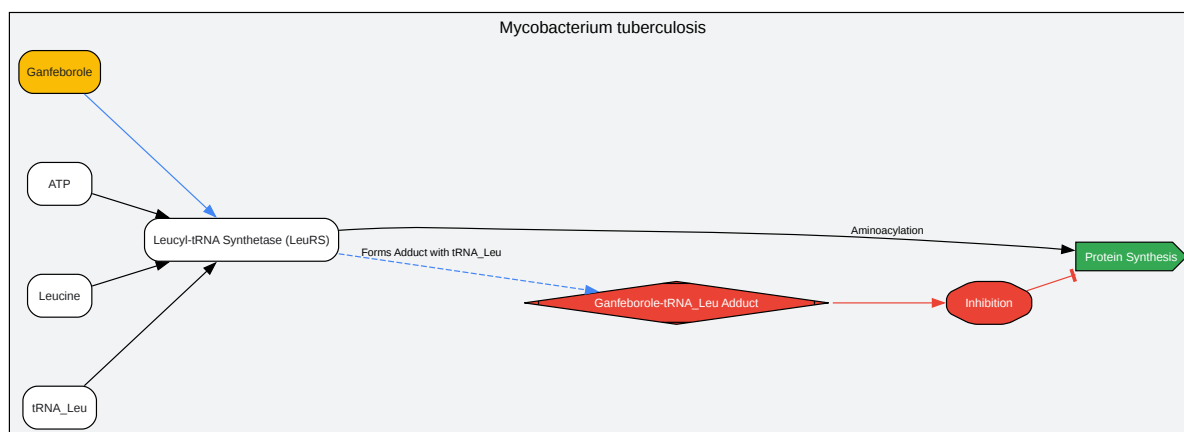 Mycobacterium tuberculosis
Ganfeborole
ATP
Leucyl-tRNA Synthetase (LeuRS)
Leucine
tRNA_Leu
Aminoacylation
Forms Adduct with tRNA_Leu
Protein Synthesis
Ganfeborole-tRNA_Leu Adduct
Inhibition